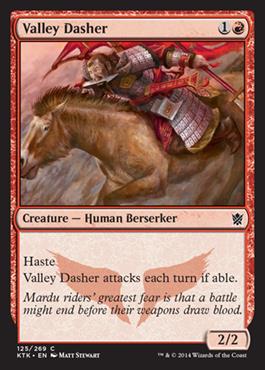 Valley Dasher 1
Creature — Human Berserker
Haste
Valley Dasher attacks each turn if able.
Mardu riders' greatest fear is that a battle
might end before their weapons draw blood.
2/2
125/269 C
KTK • EN Matt Stewart ™ & © 2014 Wizards of the Coast